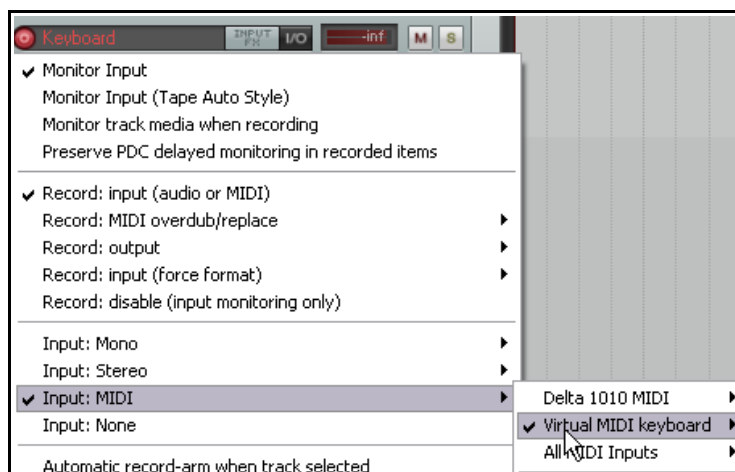 Keyboard INPUT FX I/O -inf M S
Monitor Input
Monitor Input (Tape Auto Style)
Monitor track media when recording
Preserve PDC delayed monitoring in recorded items
Record: input (audio or MIDI)
Record: MIDI overdub/replace
Record: output
Record: input (force format)
Record: disable (input monitoring only)
Input: Mono
Input: Stereo
Input: MIDI
Delta 1010 MIDI
Input: None
Virtual MIDI keyboard
All MIDI Inputs
Automatic record-arm when track selected